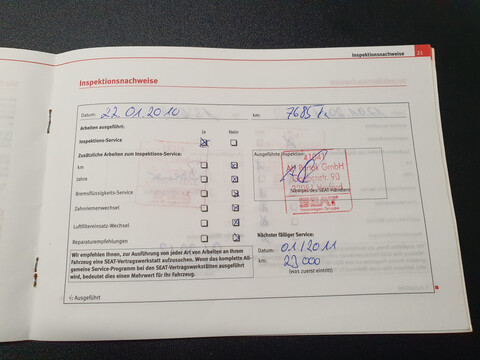 Inspektionsnachweise 21
Inspektionsnachweise
Datum: 22.01.2010 km:
Arbeiten ausgeführt: Ja Nein
Inspektions-Service
Zusätzliche Arbeiten zum Inspektions-Service:
Ausgeführte Inspektion:
km
Jahre
Bremsflüssigkeits-Service
Stempel des SEAT-Händlers
SEAT
Zahnriemenwechsel
Luftfiltereinsatz-Wechsel
Reparaturempfehlungen
Nächster fälliger Service:
Datum: 01/2011
km: 23000
(was zuerst eintritt)
Wir empfehlen Ihnen, zur Ausführung von jeder Art von Arbeiten an Ihrem
Fahrzeug eine SEAT-Vertragswerkstatt aufzusuchen. Wenn das komplette All-
gemeine Service-Programm bei den SEAT-Vertragswerkstätten ausgeführt
wird, bedeutet dies einen Mehrwert für Ihr Fahrzeug.
Ausgeführt